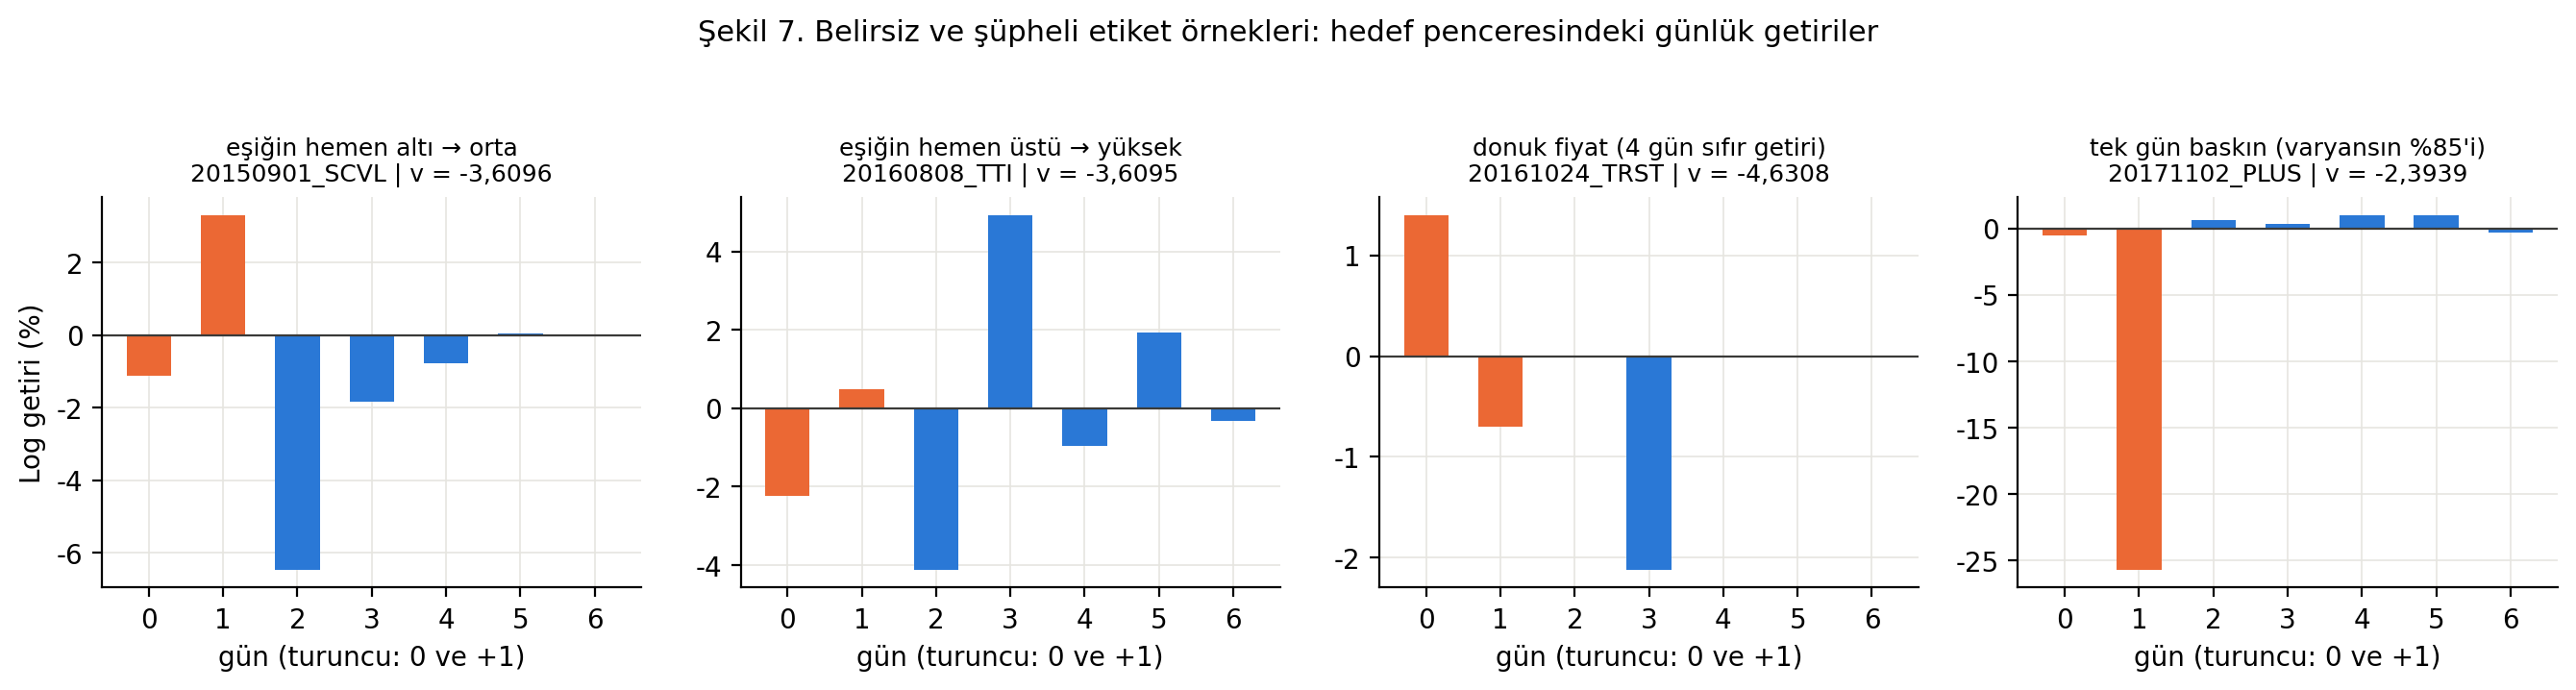 Şekil 7. Belirsiz ve şüpheli etiket örnekleri: hedef penceresindeki günlük getiriler
eşiğin hemen altı → orta
20150901_SCVL | v = -3,6096
Log getiri (%)
2
0
-2
-4
-6
0 1 2 3 4 5 6
gün (turuncu: 0 ve +1)
eşiğin hemen üstü → yüksek
20160808_TTI | v = -3,6095
4
2
0
-2
-4
0 1 2 3 4 5 6
gün (turuncu: 0 ve +1)
donuk fiyat (4 gün sıfır getiri)
20161024_TRST | v = -4,6308
1
0
-1
-2
0 1 2 3 4 5 6
gün (turuncu: 0 ve +1)
tek gün baskın (varyansın %85'i)
20171102_PLUS | v = -2,3939
0
-5
-10
-15
-20
-25
0 1 2 3 4 5 6
gün (turuncu: 0 ve +1)